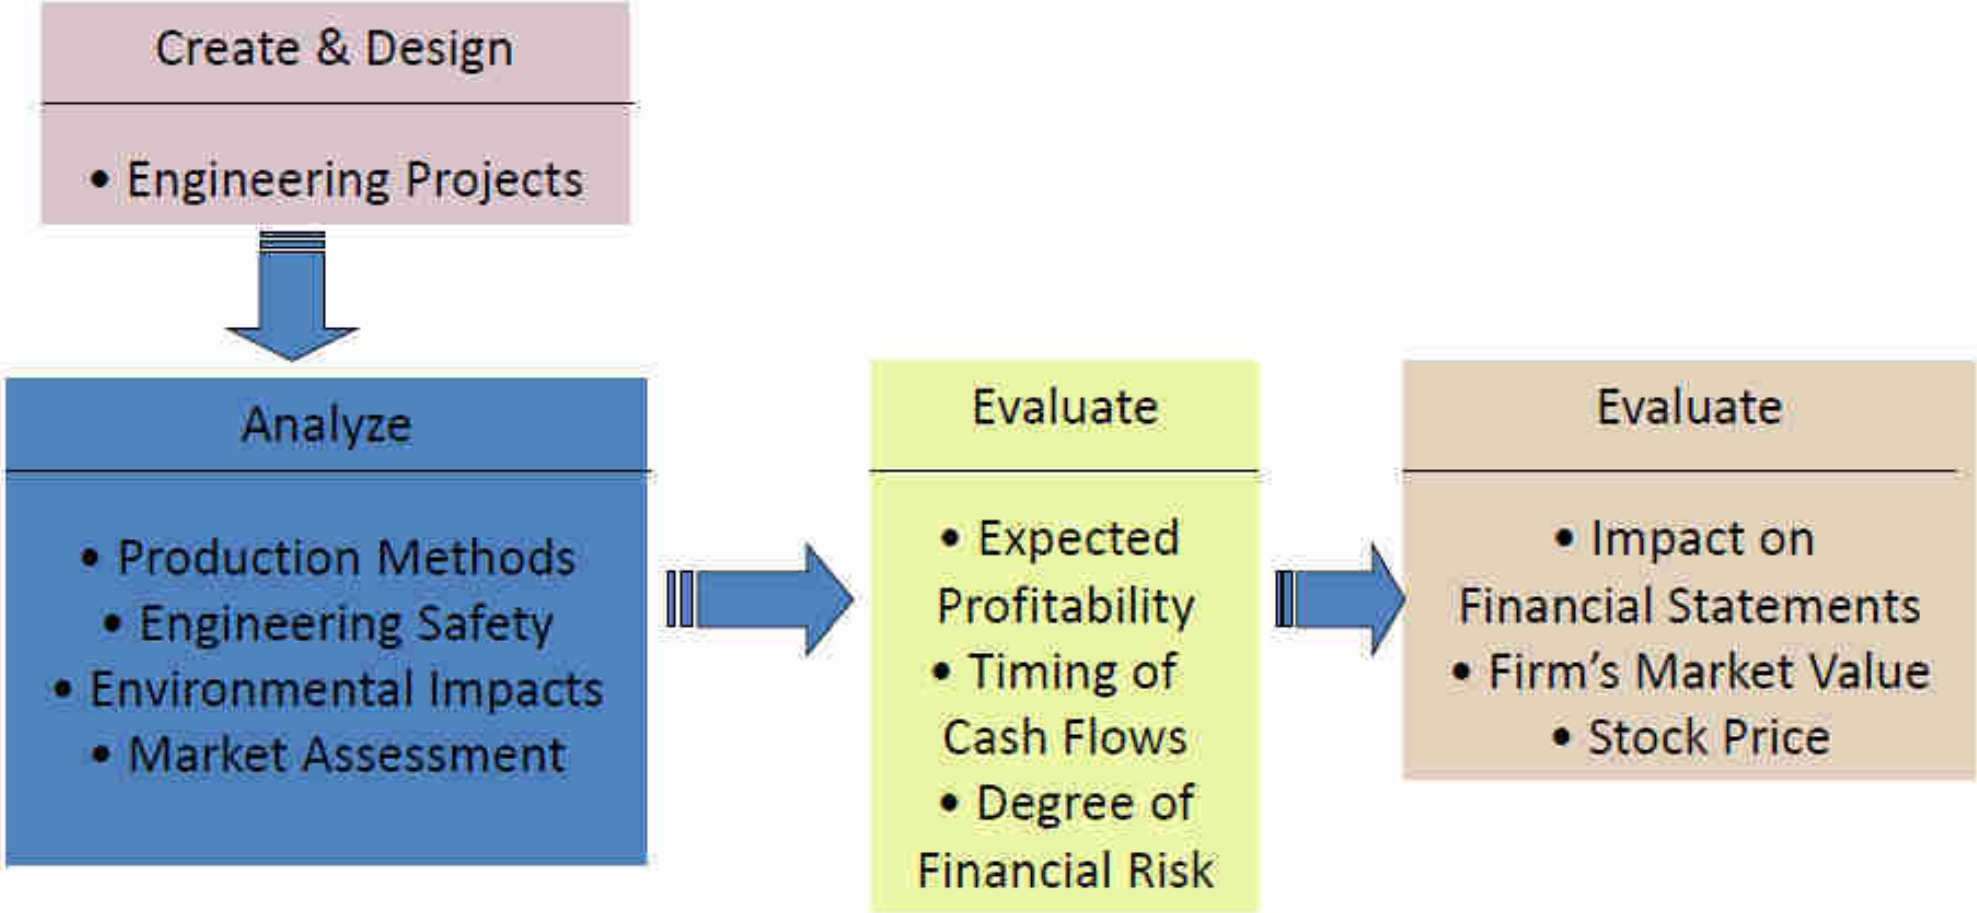 Create & Design
• Engineering Projects
Analyze
• Production Methods
• Engineering Safety
• Environmental Impacts
• Market Assessment
Evaluate
• Expected
Profitability
• Timing of
Cash Flows
• Degree of
Financial Risk
Evaluate
• Impact on
Financial Statements
• Firm’s Market Value
• Stock Price